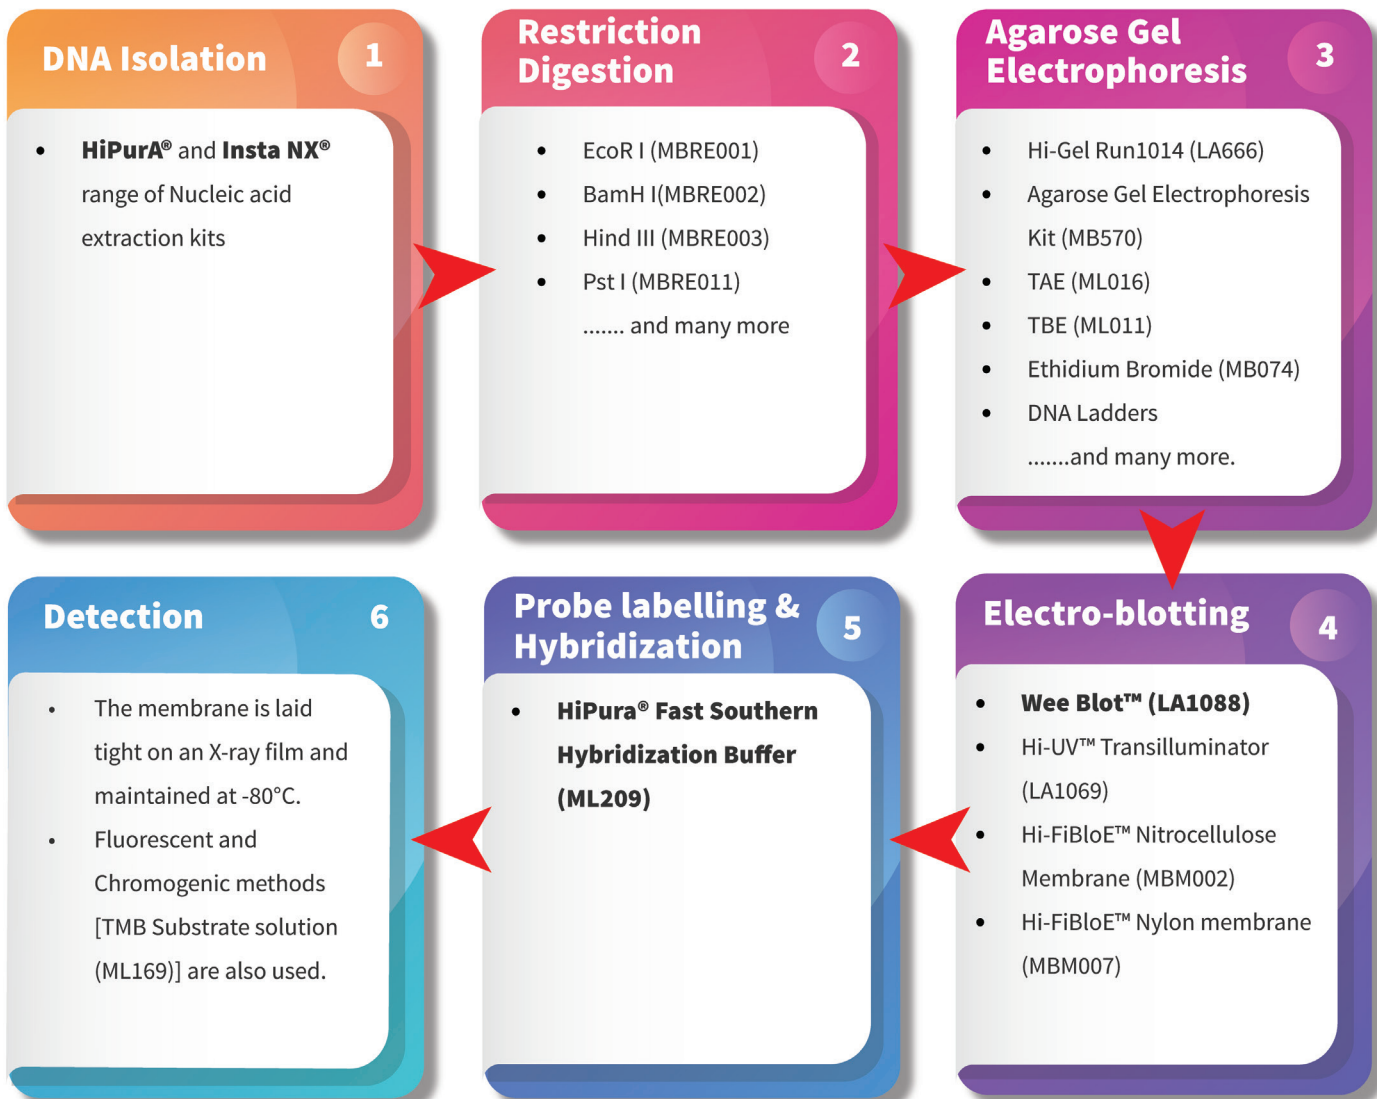 DNA Isolation
1
HiPurA® and Insta NX®
range of Nucleic acid
extraction kits
Restriction
Digestion
2
EcoR I (MBRE001)
BamH I(MBRE002)
Hind III (MBRE003)
Pst I (MBRE011)
....... and many more
Agarose Gel
Electrophoresis
3
Hi-Gel Run1014 (LA666)
Agarose Gel Electrophoresis
Kit (MB570)
TAE (ML016)
TBE (ML011)
Ethidium Bromide (MB074)
DNA Ladders
.......and many more.
Electro-blotting
4
Wee Blot™ (LA1088)
Hi-UV™ Transilluminator
(LA1069)
Hi-FiBloE™ Nitrocellulose
Membrane (MBM002)
Hi-FiBloE™ Nylon membrane
(MBM007)
Probe labelling &
Hybridization
5
HiPura® Fast Southern
Hybridization Buffer
(ML209)
Detection
6
The membrane is laid
tight on an X-ray film and
maintained at -80°C.
Fluorescent and
Chromogenic methods
[TMB Substrate solution
(ML169)] are also used.